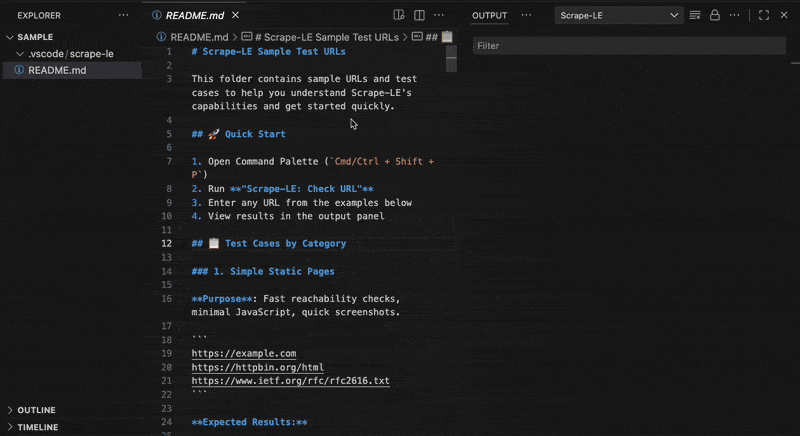 EXPLORER
SAMPLE
.vscode / scrape-le
README.md
OUTLINE
TIMELINE
README.md
README.md > # Scrape-LE Sample Test URLs > ## 📋
1 # Scrape-LE Sample Test URLs
2
3 This folder contains sample URLs and test
cases to help you understand Scrape-LE's
capabilities and get started quickly.
4
5 ## 🚀 Quick Start
6
7 1. Open Command Palette (`Cmd/Ctrl + Shift +
P`)
8 2. Run **"Scrape-LE: Check URL"**
9 3. Enter any URL from the examples below
10 4. View results in the output panel
11
12 ## 📋 Test Cases by Category
13
14 ### 1. Simple Static Pages
15
16 **Purpose**: Fast reachability checks,
minimal JavaScript, quick screenshots.
17
18 ```
19 https://example.com
20 https://httpbin.org/html
21 https://www.ietf.org/rfc/rfc2616.txt
22 ```
23
24 **Expected Results:**
25
OUTPUT
Scrape-LE
Filter